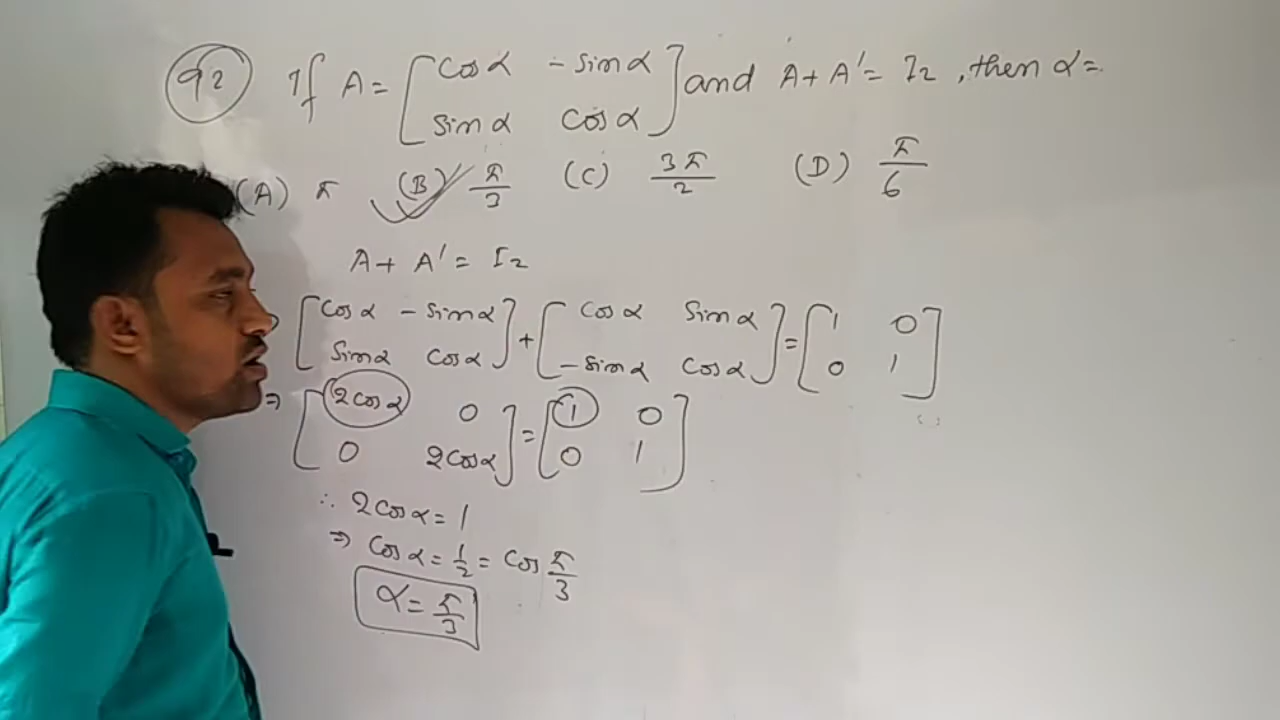 Q2 If A = [cos α - sin α sin α cos α] and A + A' = I2 , then α =
(A) π (B) π/3 (C) 3π/2 (D) π/6
A + A' = I2
[cos α - sin α sin α cos α] + [cos α sin α - sin α cos α] = [1 0 0 1]
⇒ [2cos α 0 0 2cos α] = [1 0 0 1]
∴ 2cos α = 1
⇒ cos α = 1/2 = cos π/3
α = π/3